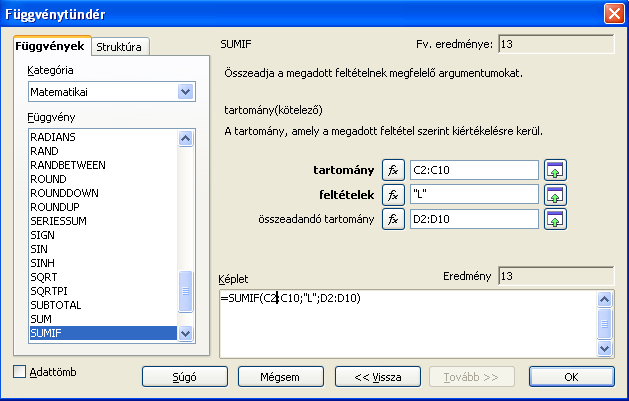 Függvénytündér
Függvények Struktúra
Kategória
Matematikai
Függvény
RADIANS
RAND
RANDBETWEEN
ROUND
ROUNDDOWN
ROUNDUP
SERIESSUM
SIGN
SIN
SINH
SQRT
SQRTPI
SUBTOTAL
SUM
SUMIF
SUMIF Fv. eredménye: 13
Összeadja a megadott feltételnek megfelelő argumentumokat.
tartomány(kötelező)
A tartomány, amely a megadott feltétel szerint kiértékelésre kerül.
tartomány fx C2:C10
feltételek fx "L"
összeadandó tartomány fx D2:D10
Képlet Eredmény 13
=SUMIF(C2:C10;"L";D2:D10)
Adattömb Súgó Mégsem << Vissza Tovább >> OK